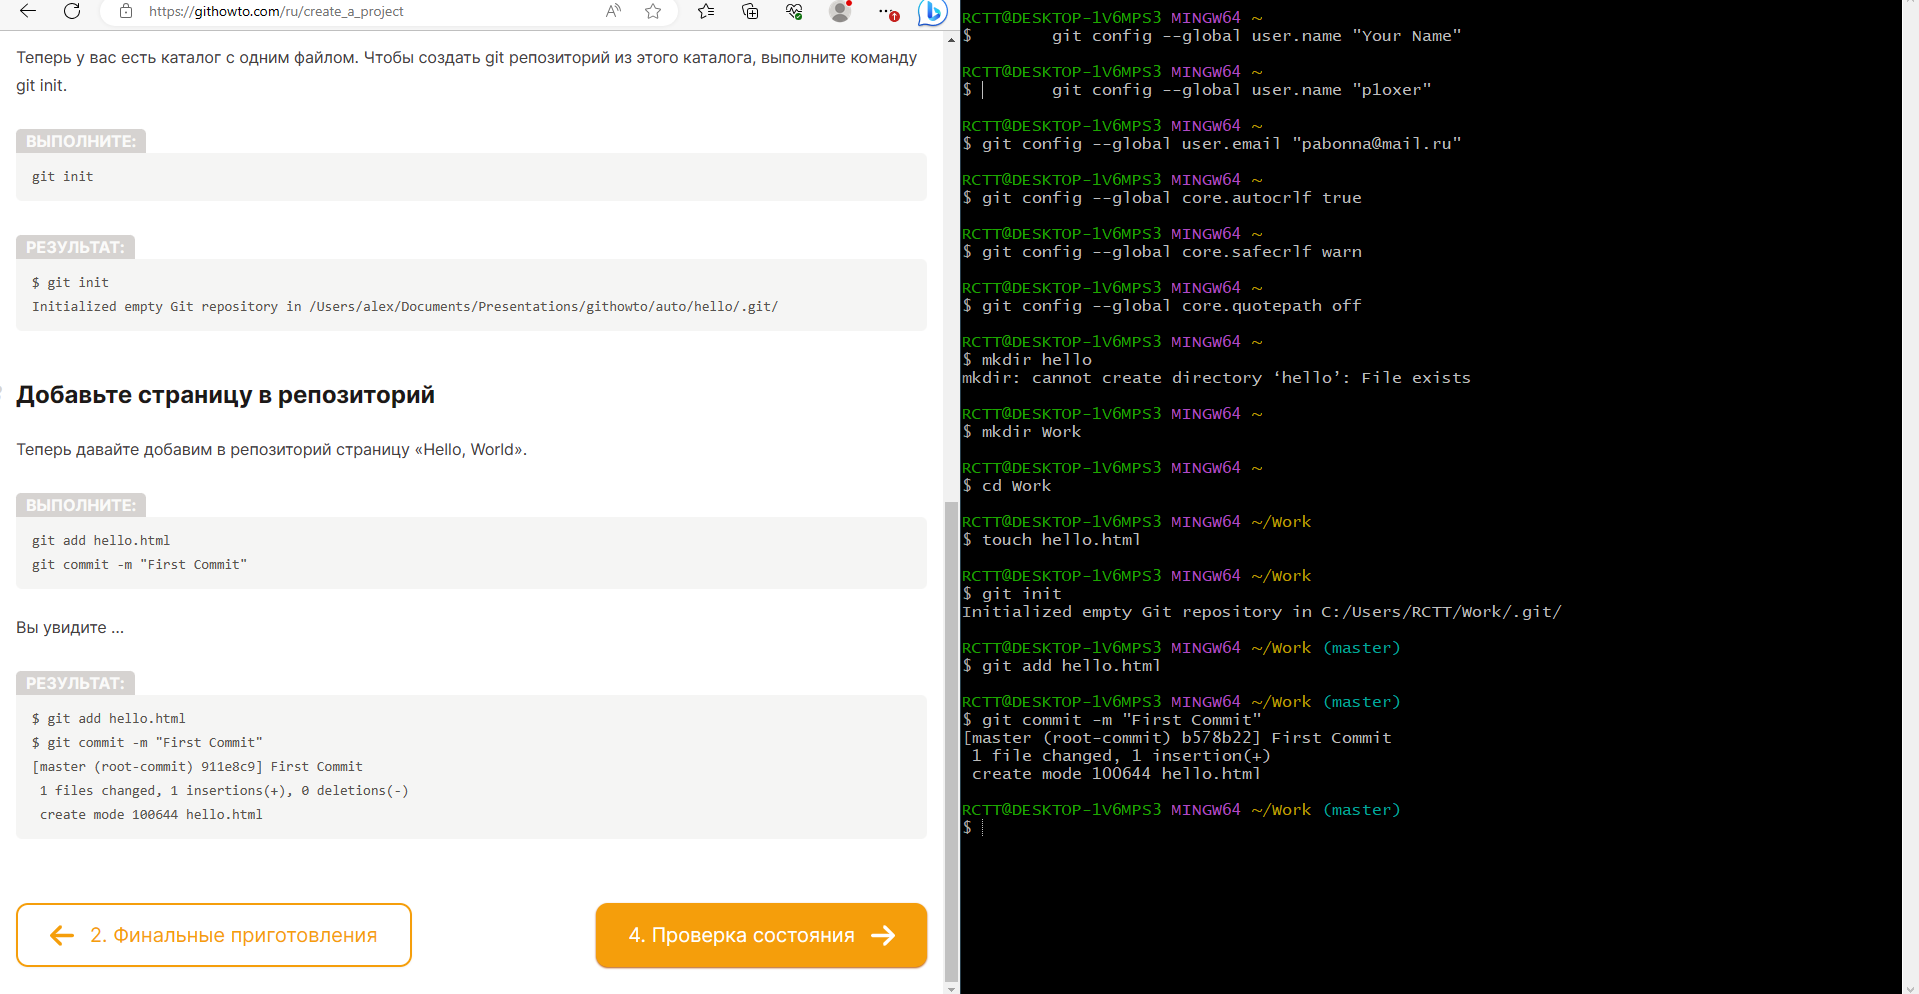 https://githowto.com/ru/create_a_project
Теперь у вас есть каталог с одним файлом. Чтобы создать git репозиторий из этого каталога, выполните команду
git init.
ВЫПОЛНИТЕ:
git init
РЕЗУЛЬТАТ:
$ git init
Initialized empty Git repository in /Users/alex/Documents/Presentations/githowto/auto/hello/.git/
Добавьте страницу в репозиторий
Теперь давайте добавим в репозиторий страницу «Hello, World».
ВЫПОЛНИТЕ:
git add hello.html
git commit -m "First Commit"
Вы увидите ...
РЕЗУЛЬТАТ:
$ git add hello.html
$ git commit -m "First Commit"
[master (root-commit) 911e8c9] First Commit
1 files changed, 1 insertions(+), 0 deletions(-)
create mode 100644 hello.html
2. Финальные приготовления
4. Проверка состояния
RCTT@DESKTOP-1V6MPS3 MINGW64 ~
$ git config --global user.name "Your Name"
RCTT@DESKTOP-1V6MPS3 MINGW64 ~
$ git config --global user.name "p1oxer"
RCTT@DESKTOP-1V6MPS3 MINGW64 ~
$ git config --global user.email "pabonna@mail.ru"
RCTT@DESKTOP-1V6MPS3 MINGW64 ~
$ git config --global core.autocrlf true
RCTT@DESKTOP-1V6MPS3 MINGW64 ~
$ git config --global core.safecrlf warn
RCTT@DESKTOP-1V6MPS3 MINGW64 ~
$ git config --global core.quotepath off
RCTT@DESKTOP-1V6MPS3 MINGW64 ~
$ mkdir hello
mkdir: cannot create directory ‘hello’: File exists
RCTT@DESKTOP-1V6MPS3 MINGW64 ~
$ mkdir Work
RCTT@DESKTOP-1V6MPS3 MINGW64 ~
$ cd Work
RCTT@DESKTOP-1V6MPS3 MINGW64 ~/Work
$ touch hello.html
RCTT@DESKTOP-1V6MPS3 MINGW64 ~/Work
$ git init
Initialized empty Git repository in C:/Users/RCTT/Work/.git/
RCTT@DESKTOP-1V6MPS3 MINGW64 ~/Work (master)
$ git add hello.html
RCTT@DESKTOP-1V6MPS3 MINGW64 ~/Work (master)
$ git commit -m "First Commit"
[master (root-commit) b578b22] First Commit
1 file changed, 1 insertion(+)
create mode 100644 hello.html
RCTT@DESKTOP-1V6MPS3 MINGW64 ~/Work (master)
$